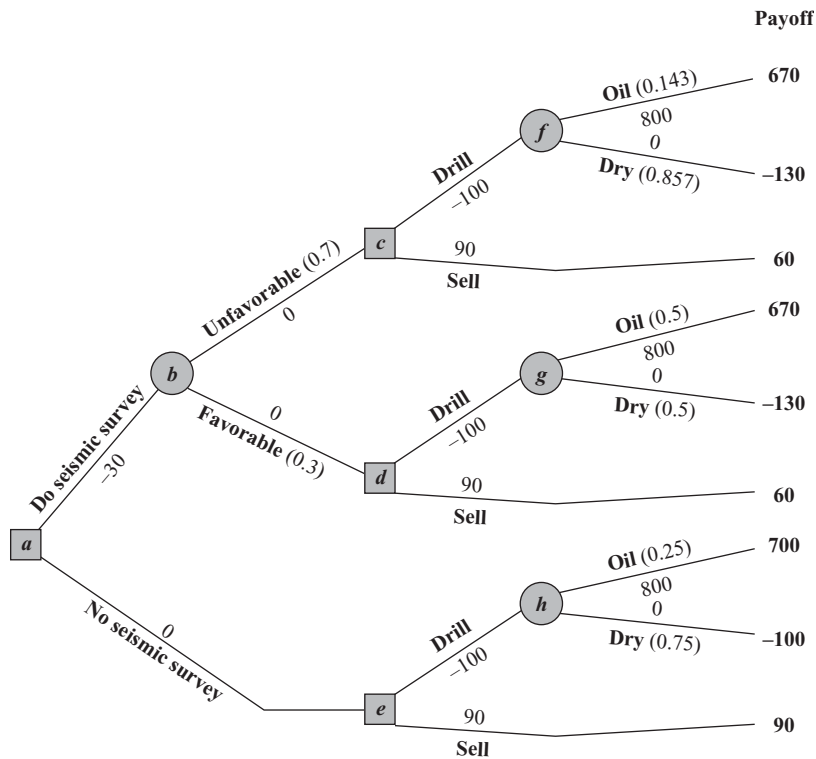 Payoff
Oil (0.143)
670
f
800
0
Dry (0.857)
–130
Drill
–100
c
90
Sell
60
Unfavorable (0.7)
0
b
Oil (0.5)
670
g
800
0
Dry (0.5)
–130
Drill
–100
0
Favorable (0.3)
d
90
Sell
60
Do seismic survey
–30
a
Oil (0.25)
700
h
800
0
Dry (0.75)
–100
Drill
–100
0
No seismic survey
e
90
Sell
90